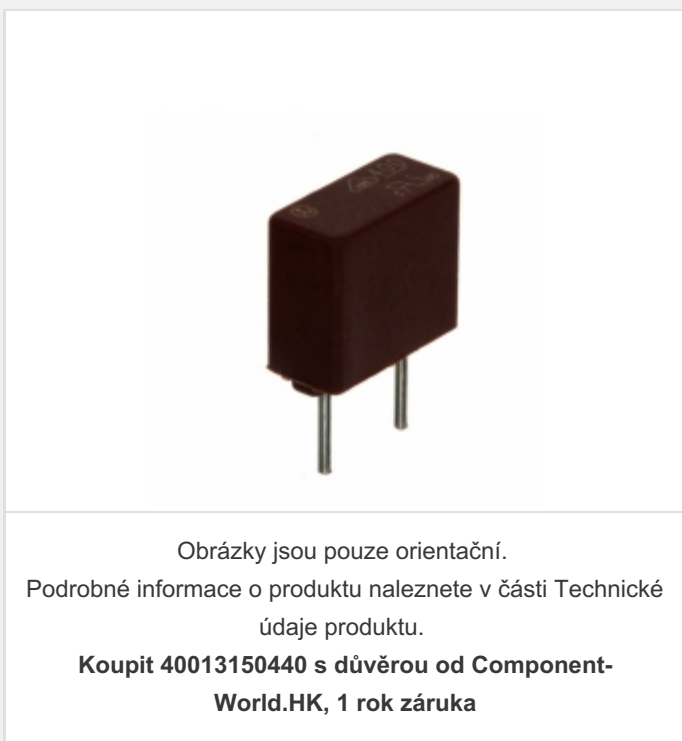 Obrázky jsou pouze orientační.
Podrobné informace o produktu naleznete v části Technické
údaje produktu.
Koupit 40013150440 s důvěrou od Component-
World.HK, 1 rok záruka